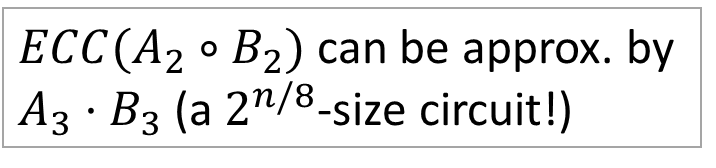 𝐸𝐶𝐶(𝐴₂ ∘ 𝐵₂) can be approx. by
𝐴₃ · 𝐵₃ (a 2^{𝑛/8}-size circuit!)